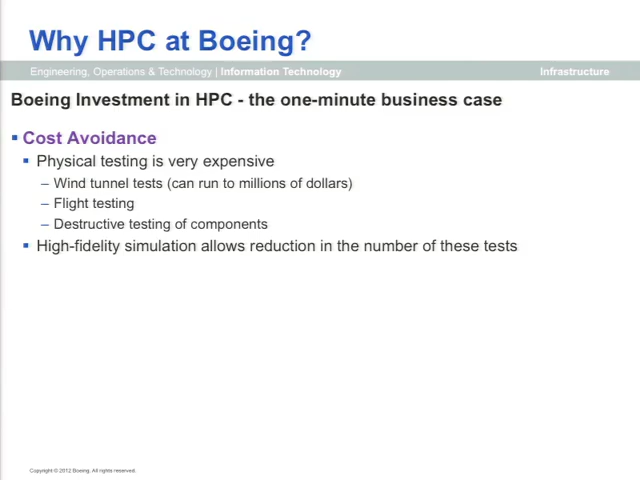 Why HPC at Boeing?
Engineering, Operations & Technology | Information Technology Infrastructure
Boeing Investment in HPC - the one-minute business case
▪ Cost Avoidance
▪ Physical testing is very expensive
– Wind tunnel tests (can run to millions of dollars)
– Flight testing
– Destructive testing of components
▪ High-fidelity simulation allows reduction in the number of these tests
Copyright © 2012 Boeing. All rights reserved.